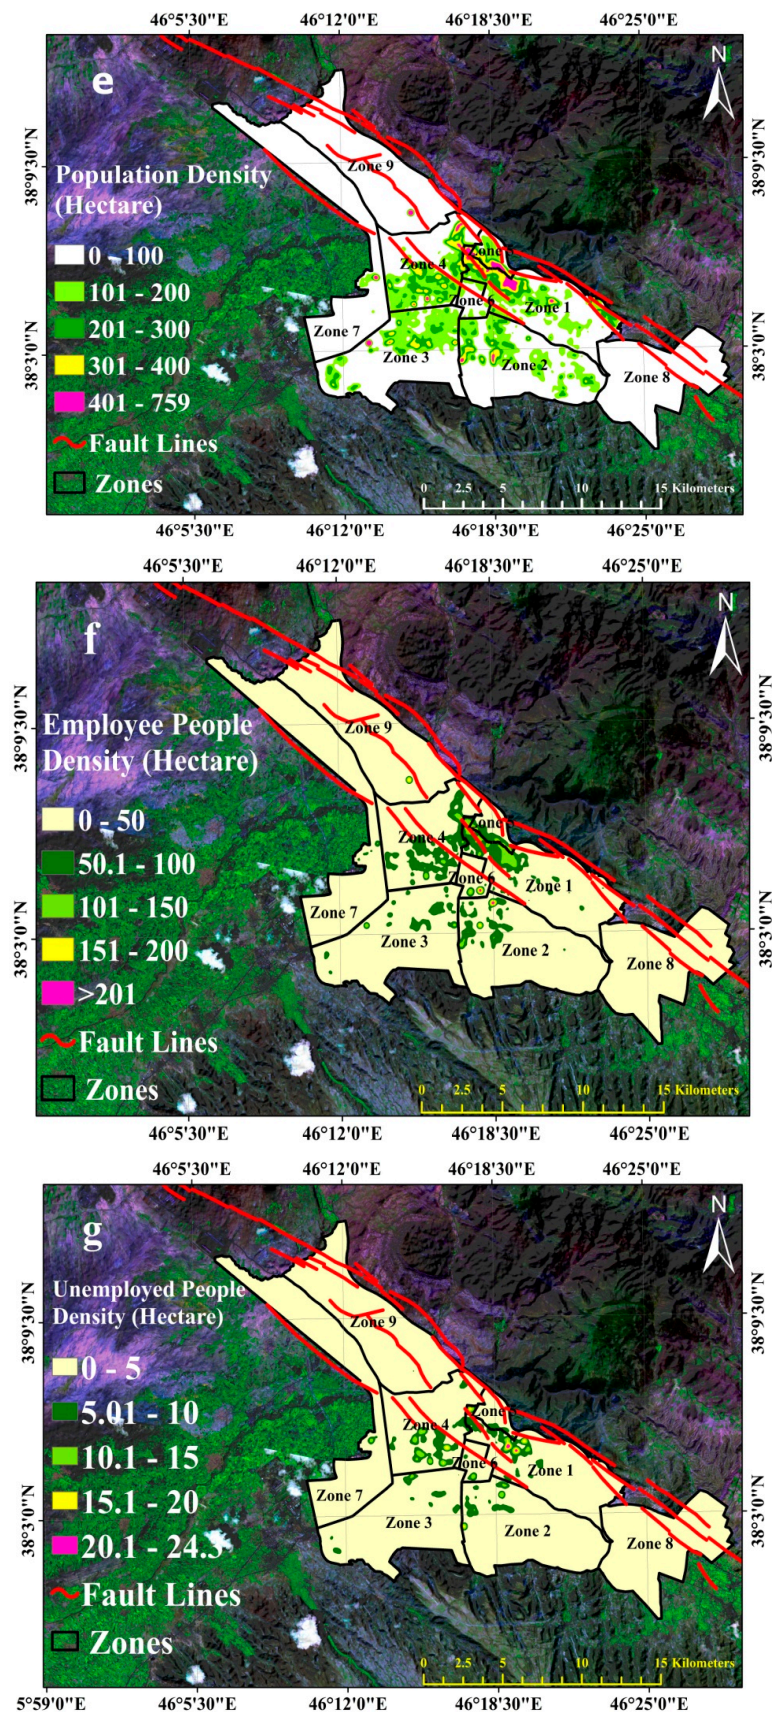 46°5'30"E 46°12'0"E 46°18'30"E 46°25'0"E
e
N
38°9'30"N
38°9'30"N
Zone 9
Population Density
(Hectare)
0 - 100
101 - 200
201 - 300
301 - 400
401 - 759
Fault Lines
Zones
Zone
Zone 4
Zone 6
Zone 1
Zone 7
Zone 3
Zone 2
Zone 8
38°3'0"N
38°3'0"N
0 2.5 5 10 15 Kilometers
46°5'30"E 46°12'0"E 46°18'30"E 46°25'0"E
46°5'30"E 46°12'0"E 46°18'30"E 46°25'0"E
f
N
38°9'30"N
38°9'30"N
Zone 9
Employee People
Density (Hectare)
0 - 50
50.1 - 100
101 - 150
151 - 200
>201
Fault Lines
Zones
Zone
Zone 4
Zone 6
Zone 1
Zone 7
Zone 3
Zone 2
Zone 8
38°3'0"N
38°3'0"N
0 2.5 5 10 15 Kilometers
46°5'30"E 46°12'0"E 46°18'30"E 46°25'0"E
46°5'30"E 46°12'0"E 46°18'30"E 46°25'0"E
g
N
38°9'30"N
38°9'30"N
Unemployed People
Density (Hectare)
Zone 9
0 - 5
5.01 - 10
10.1 - 15
15.1 - 20
20.1 - 24.3
Fault Lines
Zones
Zone
Zone 4
Zone 6
Zone 1
Zone 7
Zone 3
Zone 2
Zone 8
38°3'0"N
38°3'0"N
0 2.5 5 10 15 Kilometers
5°59'0"E 46°5'30"E 46°12'0"E 46°18'30"E 46°25'0"E